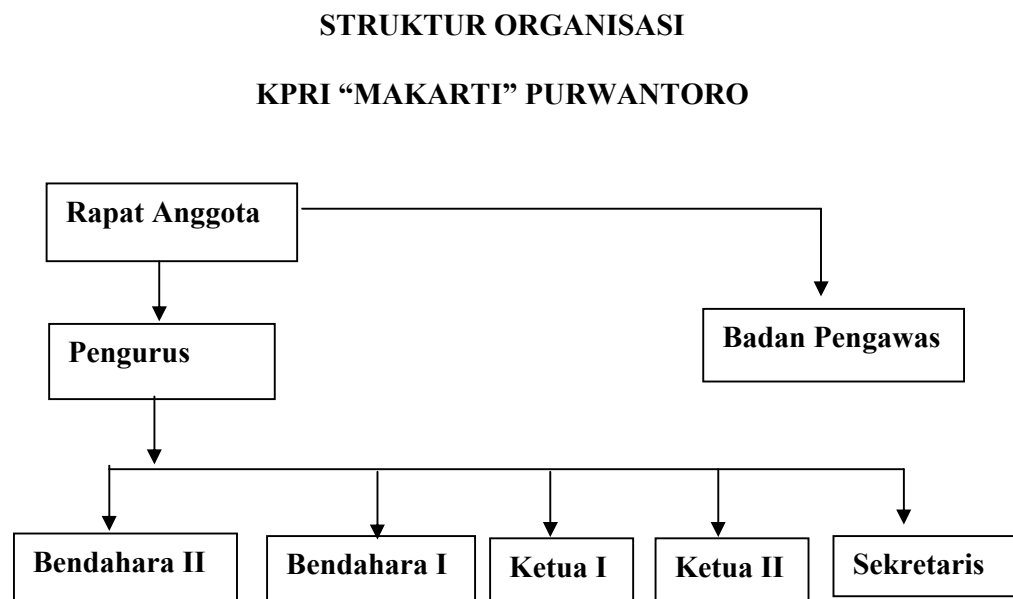 STRUKTUR ORGANISASI
KPRI “MAKARTI” PURWANTORO
Rapat Anggota
Pengurus
Badan Pengawas
Bendahara II
Bendahara I
Ketua I
Ketua II
Sekretaris